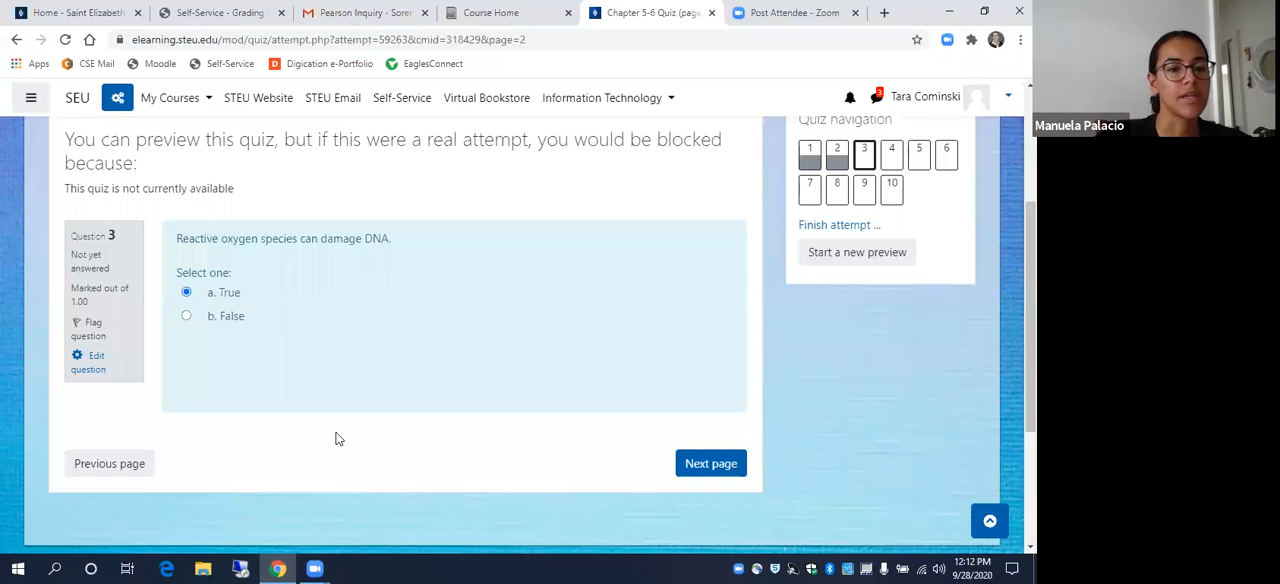 Home - Saint Elizabeth
Self-Service - Grading
Pearson Inquiry - Sorer
Course Home
Chapter 5-6 Quiz (page
Post Attendee - Zoom
elearning.steu.edu/mod/quiz/attempt.php?attempt=59263&cmid=318429&page=2
Apps CSE Mail Moodle Self-Service Digication e-Portfolio EaglesConnect
SEU My Courses STEU Website STEU Email Self-Service Virtual Bookstore Information Technology 3 Tara Cominski
Manuela Palacio
You can preview this quiz, but if this were a real attempt, you would be blocked
because:
This quiz is not currently available
Question 3
Not yet
answered
Marked out of
1.00
Flag
question
Edit
question
Reactive oxygen species can damage DNA.
Select one:
a. True
b. False
Previous page
Next page
Quiz navigation
1 2 3 4 5 6
7 8 9 10
Finish attempt ...
Start a new preview
12:12 PM
9/28/2020